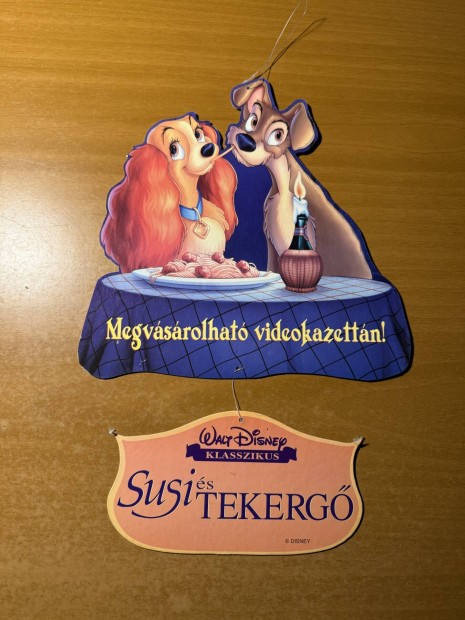 Megvásárolható videokazettán!
Walt Disney
KLASSZIKUS
Susi és TEKERGŐ
© DISNEY